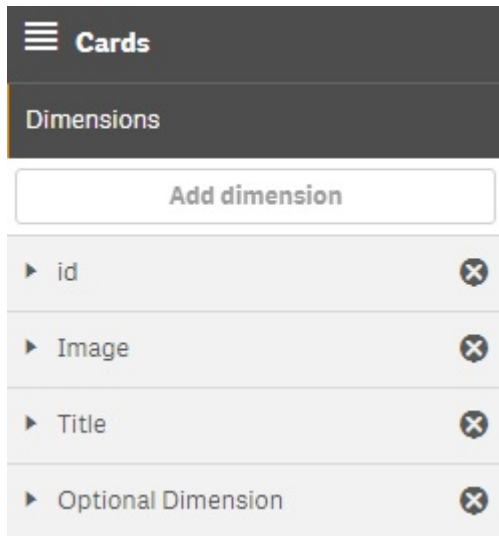 Cards
Dimensions
Add dimension
id
Image
Title
Optional Dimension